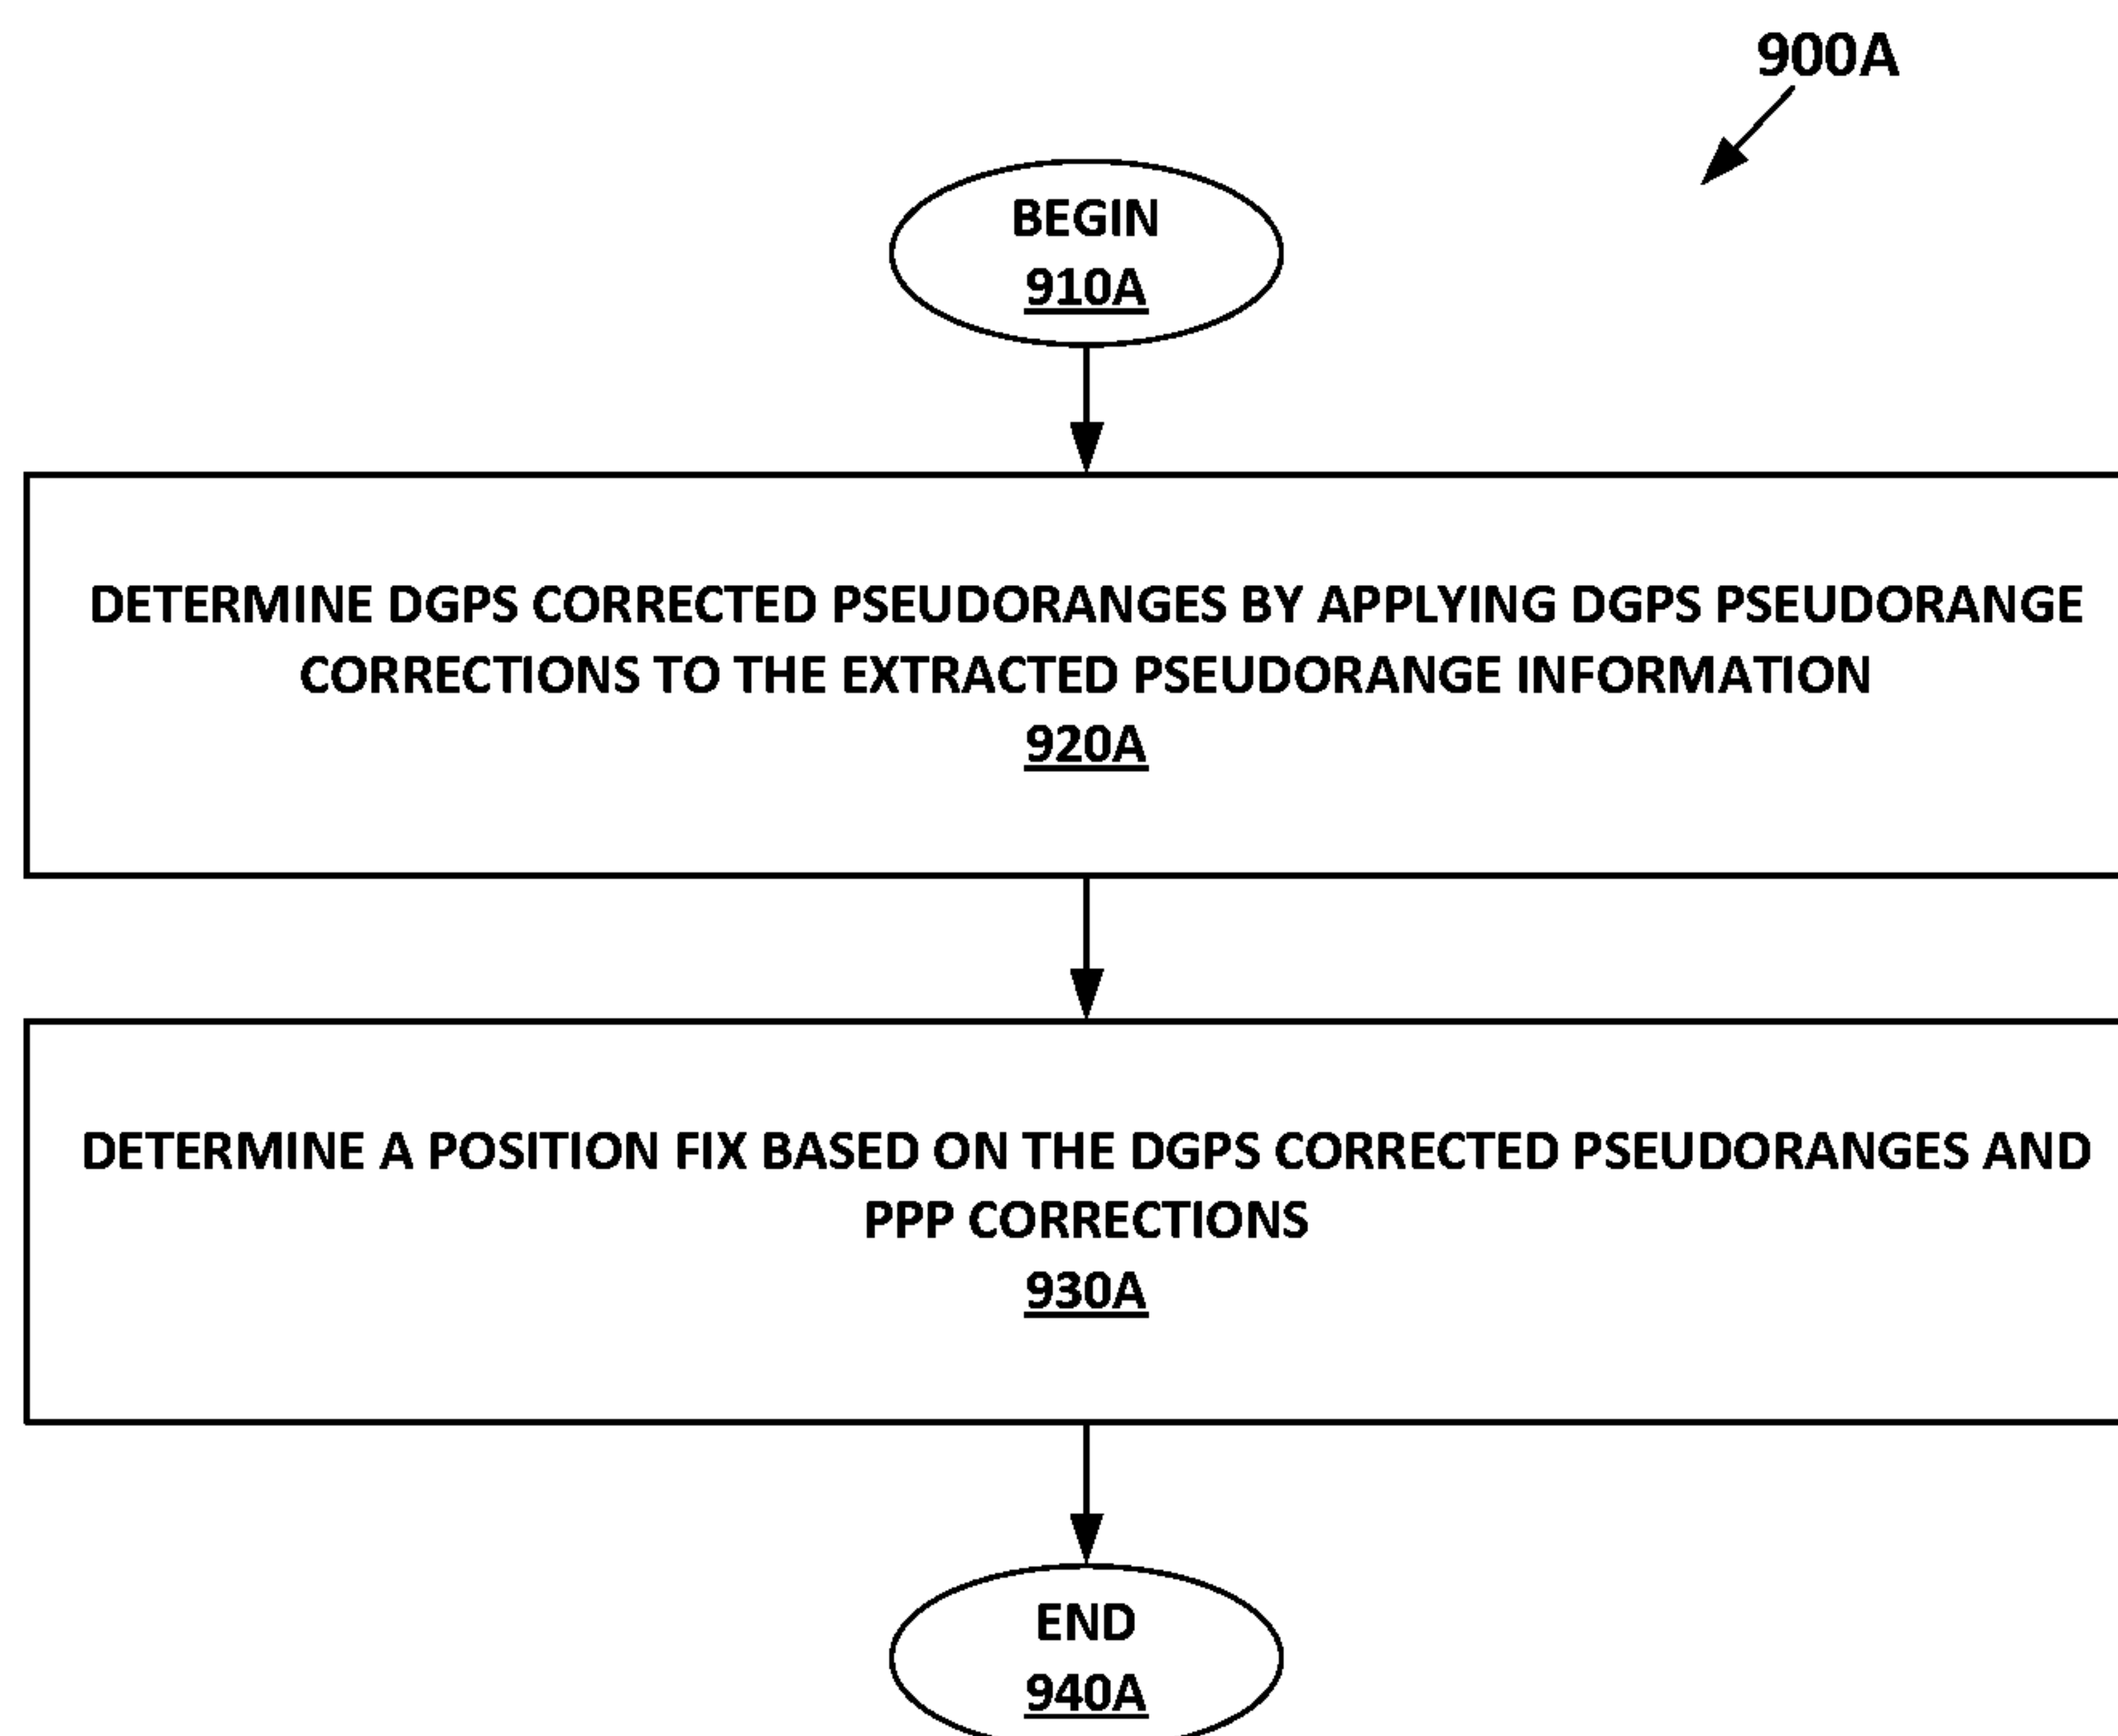 900A
BEGIN
910A
DETERMINE DGPS CORRECTED PSEUDORANGES BY APPLYING DGPS PSEUDORANGE
CORRECTIONS TO THE EXTRACTED PSEUDORANGE INFORMATION
920A
DETERMINE A POSITION FIX BASED ON THE DGPS CORRECTED PSEUDORANGES AND
PPP CORRECTIONS
930A
END
940A